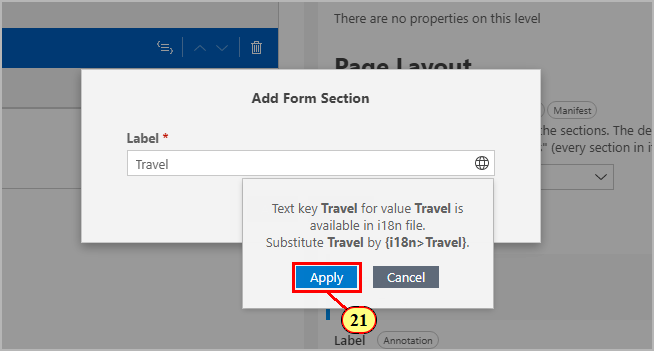 There are no properties on this level
Page Layout
Manifest
the sections. The de
" (every section in i
Add Form Section
Label *
Travel
Text key Travel for value Travel is
available in i18n file.
Substitute Travel by {i18n>Travel}.
Apply
Cancel
21
Label
Annotation